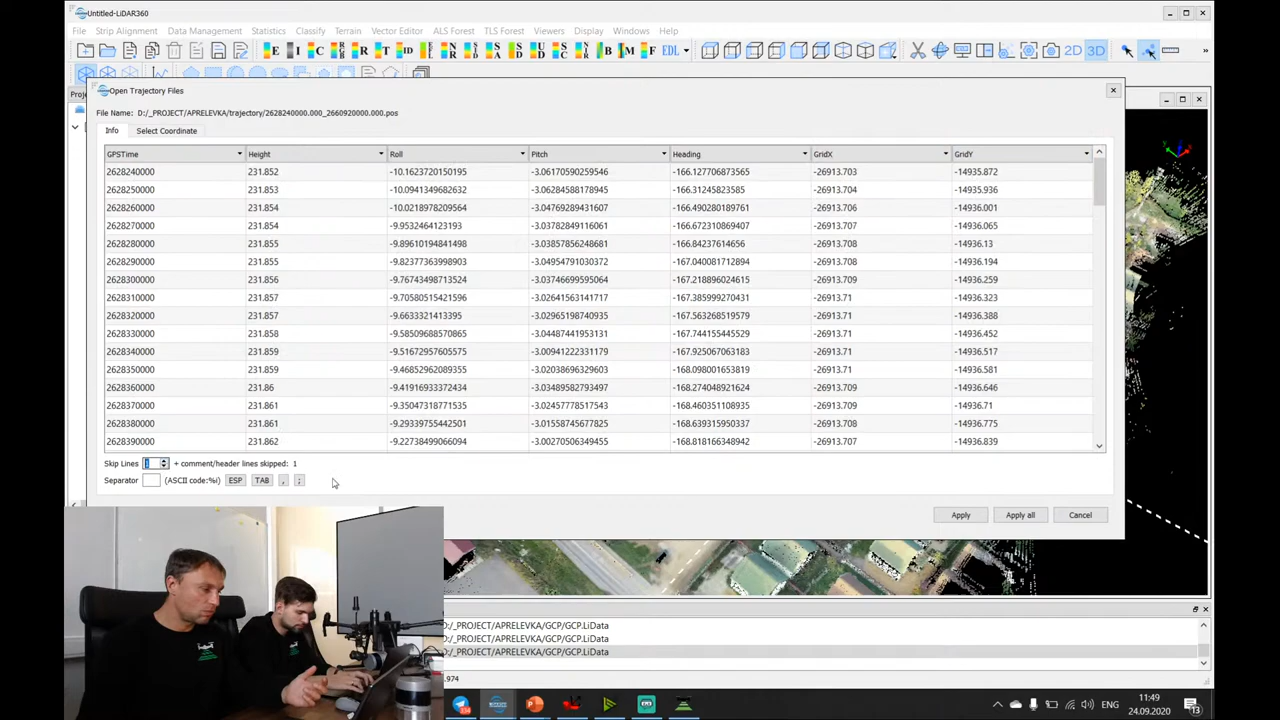 Untitled-LiDAR360
File Strip Alignment Data Management Statistics Classify Terrain Vector Editor Display ALS Forest TLS Forest Viewers Windows Help
E I C R T ID N R S D S A N R S U S C B M F EDL 2D 3D »
Proje
Open Trajectory Files
File Name: D:/_PROJECT/APRELEVKA/trajectory/2628240000.000_2660920000.000.pos
Info Select Coordinate
GPSTime Height Roll Pitch Heading GridX GridY
2628240000 231.852 -10.1623720150195 -3.06170590259546 -166.127706873565 -26913.703 -14935.872
2628250000 231.853 -10.0941349682632 -3.06284588178945 -166.31245823585 -26913.704 -14935.936
2628260000 231.854 -10.0218978209564 -3.04769289431607 -166.490280189761 -26913.706 -14936.001
2628270000 231.854 -9.9532464123193 -3.03782849116061 -166.672310869407 -26913.707 -14936.065
2628280000 231.855 -9.89610194841498 -3.03857856248681 -166.84237614656 -26913.708 -14936.13
2628290000 231.855 -9.82377363998903 -3.04954791030372 -167.040081712894 -26913.708 -14936.194
2628300000 231.856 -9.76743498713524 -3.03746699595064 -167.218896024615 -26913.709 -14936.259
2628310000 231.857 -9.70580515421596 -3.02641563141717 -167.385999270431 -26913.71 -14936.323
2628320000 231.857 -9.6633321413395 -3.02965198740935 -167.563268519579 -26913.71 -14936.388
2628330000 231.858 -9.58509688570865 -3.04487441953131 -167.744155445529 -26913.71 -14936.452
2628340000 231.859 -9.51672957605575 -3.00941222331179 -167.925067063183 -26913.71 -14936.517
2628350000 231.859 -9.46852962089355 -3.02038696329603 -168.098001653819 -26913.71 -14936.581
2628360000 231.86 -9.41916933372434 -3.03489582793497 -168.274048921624 -26913.709 -14936.646
2628370000 231.861 -9.35047318771535 -3.02457778517543 -168.460351108935 -26913.709 -14936.71
2628380000 231.861 -9.29339755442501 -3.01558745677825 -168.639315950337 -26913.708 -14936.775
2628390000 231.862 -9.22738499066094 -3.00270506349455 -168.818166348942 -26913.707 -14936.839
Skip Lines + comment/header lines skipped: 1
Separator (ASCII code:%i) ESP TAB , ;
Apply Apply all Cancel
D:/_PROJECT/APRELEVKA/GCP/GCP.LiData
D:/_PROJECT/APRELEVKA/GCP/GCP.LiData
D:/_PROJECT/APRELEVKA/GCP/GCP.LiData
.974
ENG
11:49
24.09.2020